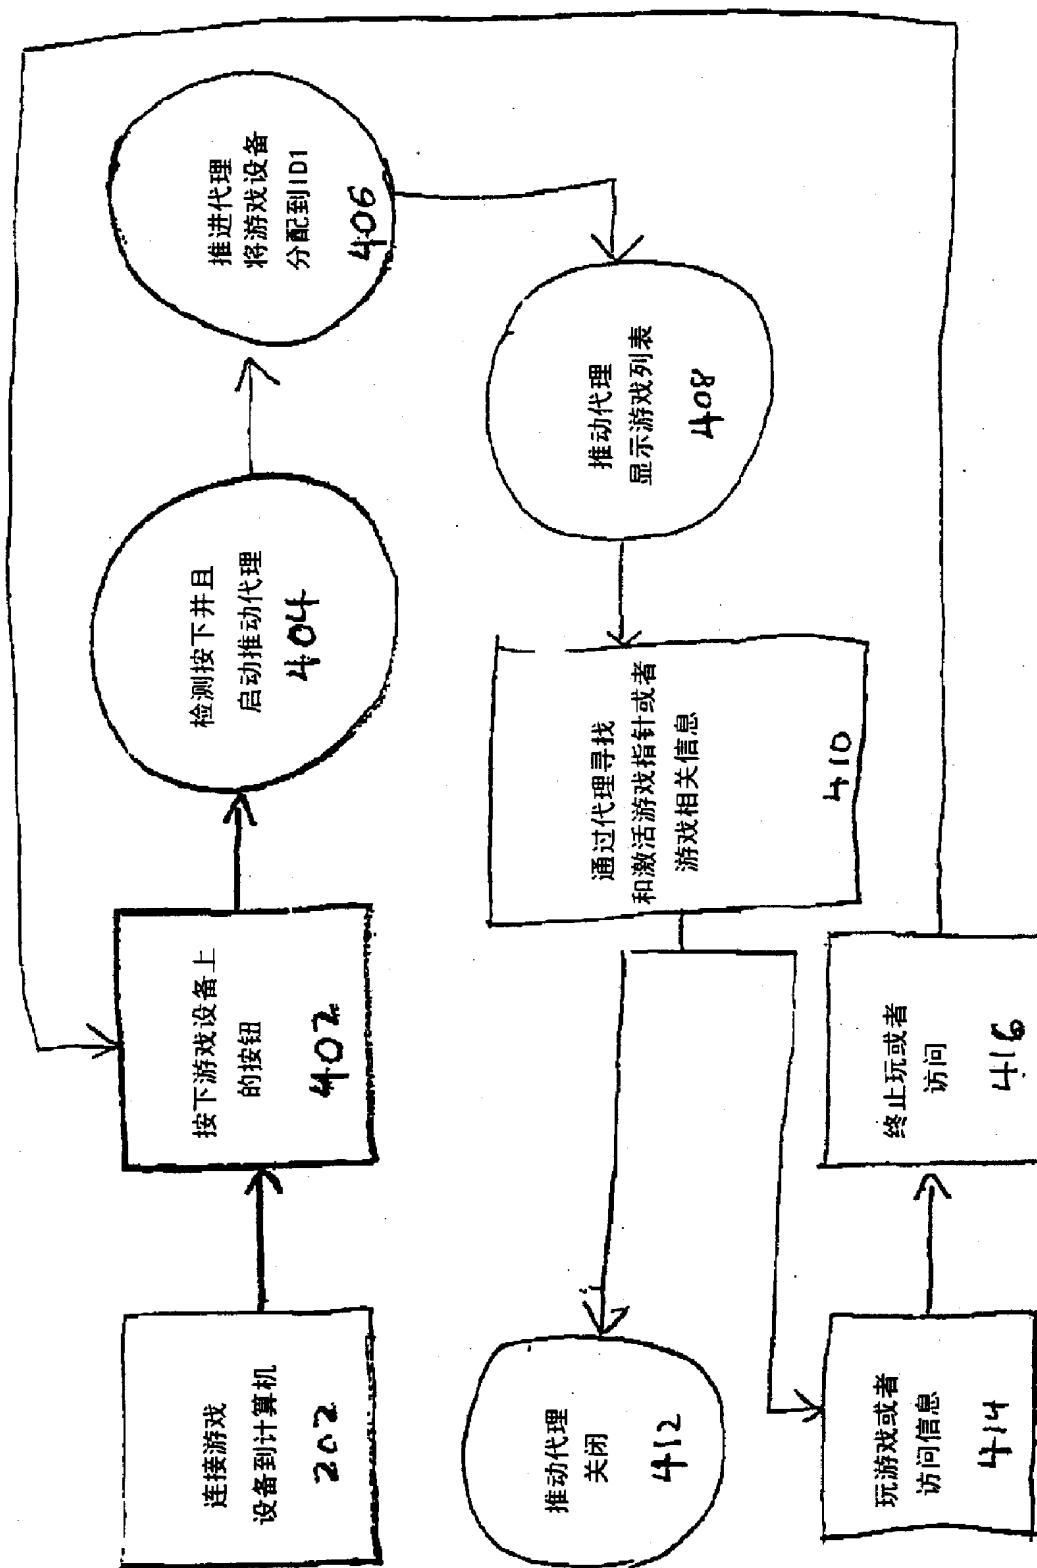 连接游戏
设备到计算机
202
按下游戏设备上
的按钮
402
检测按下并且
启动推动代理
404
推进代理
将游戏设备
分配到ID1
406
推动代理
显示游戏列表
408
通过代理寻找
和激活游戏指针或者
游戏相关信息
410
推动代理
关闭
412
玩游戏或者
访问信息
414
终止玩或者
访问
416